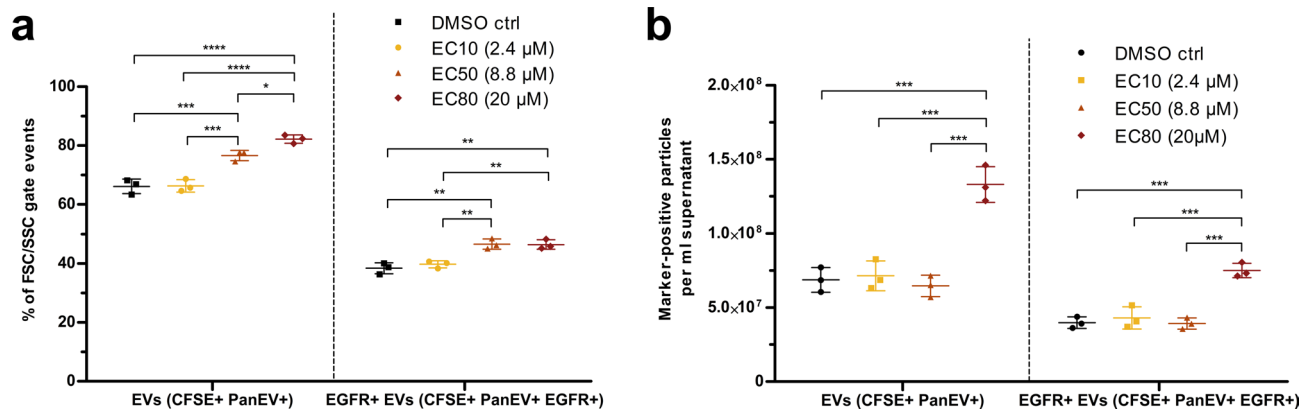 a
DMSO ctrl
EC10 (2.4 µM)
EC50 (8.8 µM)
EC80 (20 µM)
% of FSC/SSC gate events
100
80
60
40
20
0
****
****
*
***
***
**
**
**
**
EVs (CFSE+ PanEV+)
EGFR+ EVs (CFSE+ PanEV+ EGFR+)
b
DMSO ctrl
EC10 (2.4 µM)
EC50 (8.8 µM)
EC80 (20µM)
Marker-positive particles
per ml supernatant
2.0×10⁸
1.5×10⁸
1.0×10⁸
5.0×10⁷
0
***
***
***
***
***
***
EVs (CFSE+ PanEV+)
EGFR+ EVs (CFSE+ PanEV+ EGFR+)